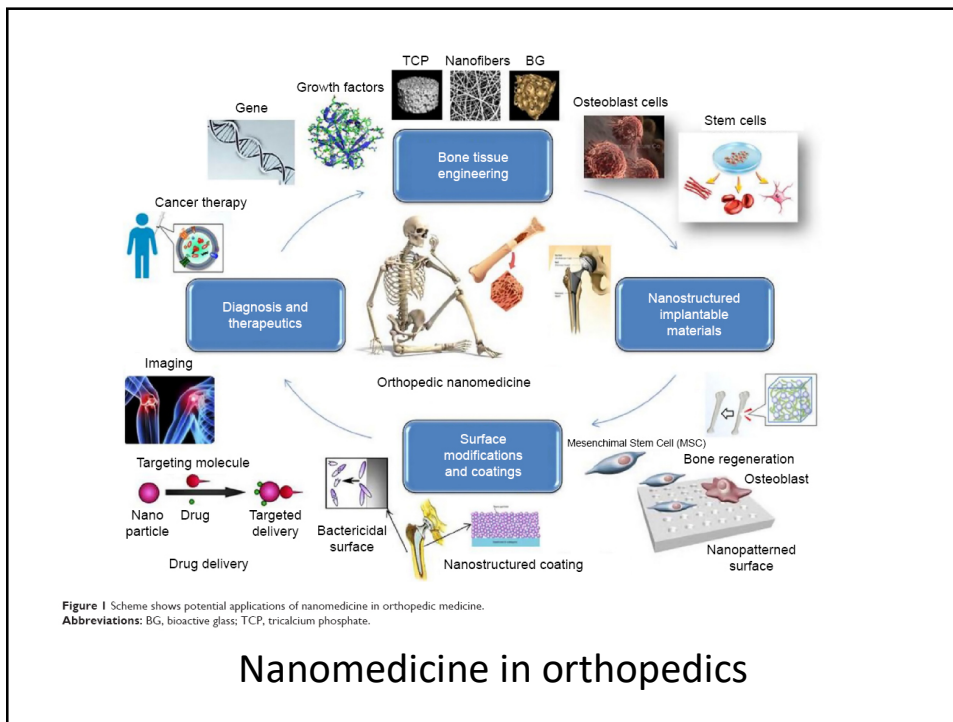 TCP Nanofibers BG
Growth factors
Gene
Osteoblast cells
Stem cells
Bone tissue
engineering
Cancer therapy
Diagnosis and
therapeutics
Nanostructured
implantable
materials
Imaging
Orthopedic nanomedicine
Surface
modifications
and coatings
Mesenchimal Stem Cell (MSC)
Bone regeneration
Osteoblast
Targeting molecule
Nano
particle
Drug
Targeted
delivery
Bactericidal
surface
Nanostructured coating
Nanopatterned
surface
Drug delivery
Figure 1 Scheme shows potential applications of nanomedicine in orthopedic medicine.
Abbreviations: BG, bioactive glass; TCP, tricalcium phosphate.
Nanomedicine in orthopedics